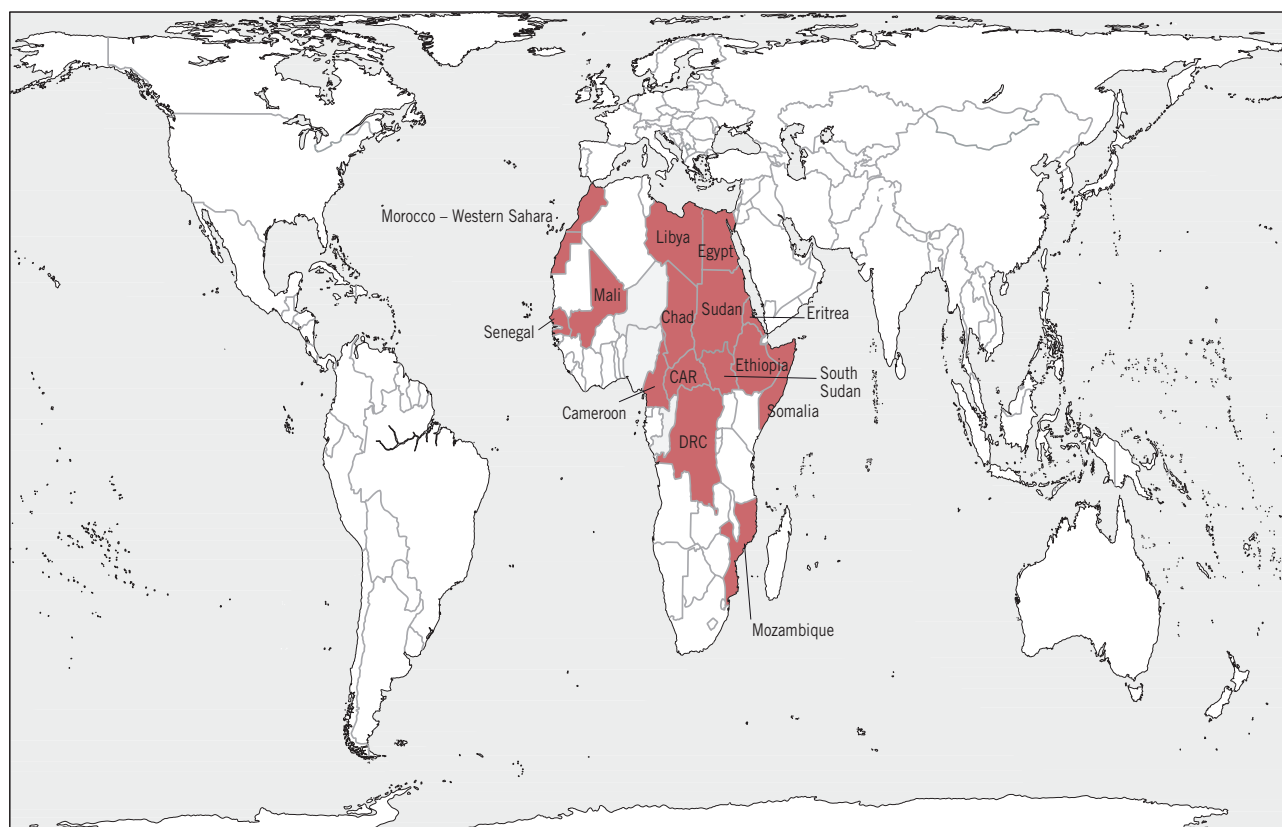 Morocco – Western Sahara
Libya
Egypt
Mali
Chad
Sudan
Eritrea
Senegal
CAR
Ethiopia
South
Sudan
Cameroon
Somalia
DRC
Mozambique